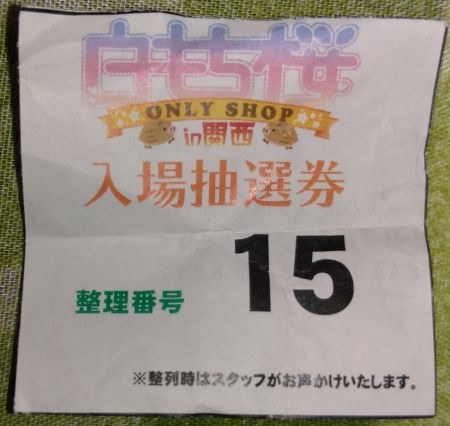 白もち桜
ONLY SHOP
in関西
入場抽選券
整理番号 15
※整列時はスタッフがお声かけいたします。